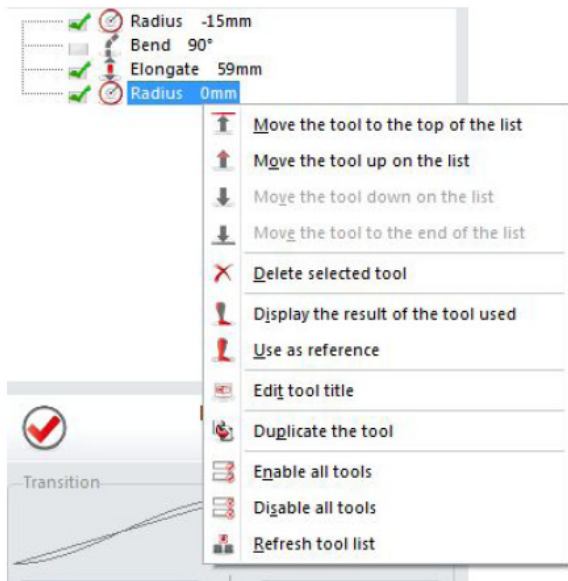 Radius -15mm
Bend 90°
Elongate 59mm
Radius 0mm
Move the tool to the top of the list
Move the tool up on the list
Move the tool down on the list
Move the tool to the end of the list
Delete selected tool
Display the result of the tool used
Use as reference
Edit tool title
Duplicate the tool
Enable all tools
Transition
Disable all tools
Refresh tool list